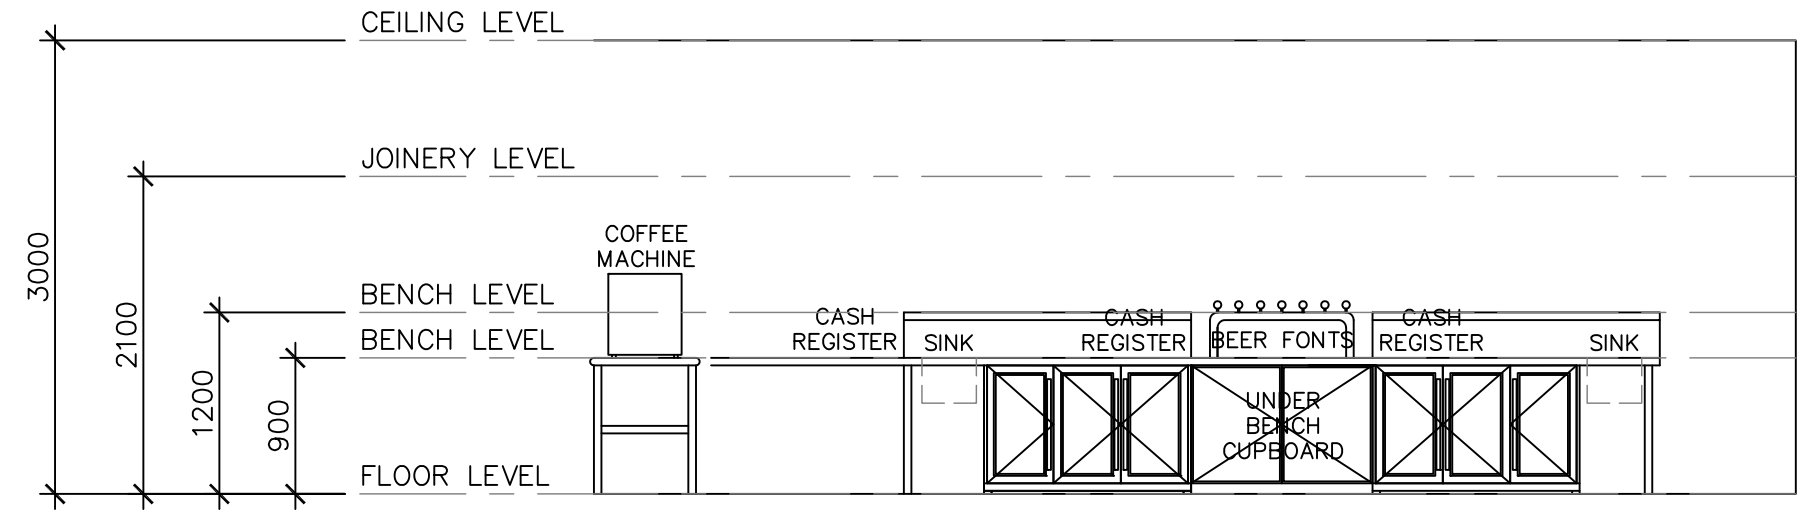 CEILING LEVEL
JOINERY LEVEL
COFFEE
MACHINE
BENCH LEVEL
BENCH LEVEL
FLOOR LEVEL
3000
2100
1200
900
CASH
REGISTER
SINK
CASH
REGISTER
BEER FONTS
CASH
REGISTER
SINK
UNDER
BENCH
CUPBOARD